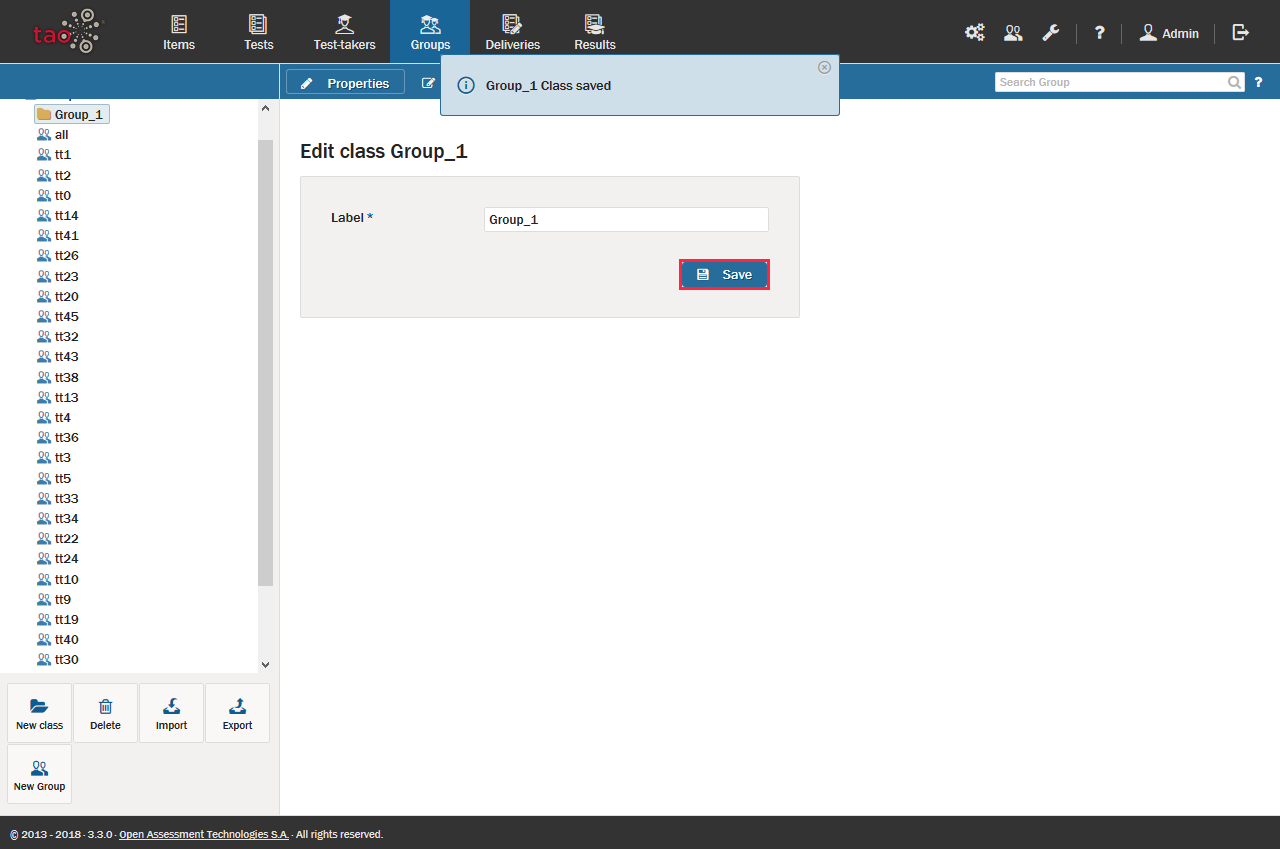 tao
Items
Tests
Test-takers
Groups
Deliveries
Results
?
Admin
Properties
Group_1 Class saved
Search Group
?
Group_1
all
tt1
tt2
tt0
tt14
tt41
tt26
tt23
tt20
tt45
tt32
tt43
tt38
tt13
tt4
tt36
tt3
tt5
tt33
tt34
tt22
tt24
tt10
tt9
tt19
tt40
tt30
Edit class Group_1
Label *
Group_1
Save
New class
Delete
Import
Export
New Group
© 2013 - 2018 · 3.3.0 · Open Assessment Technologies S.A. · All rights reserved.